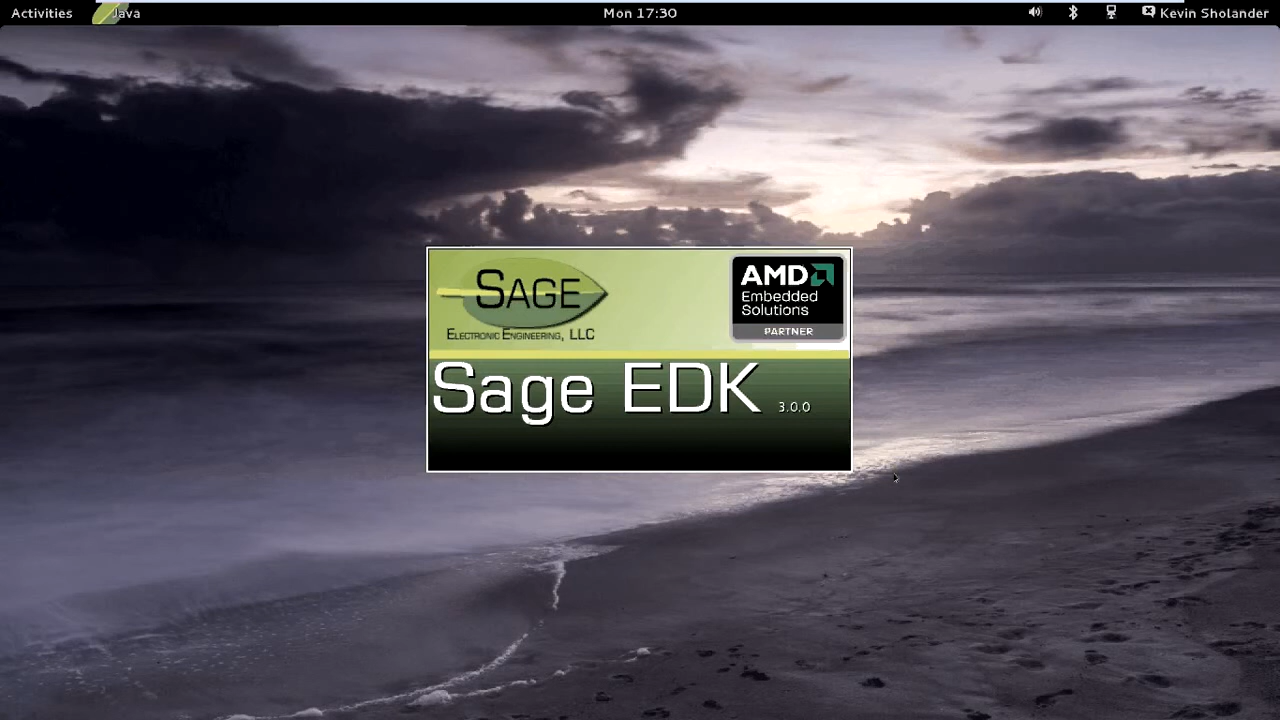 Activities Java Mon 17:30 Kevin Sholander
SAGE
ELECTRONIC ENGINEERING, LLC
AMD
Embedded
Solutions
PARTNER
Sage EDK 3.0.0